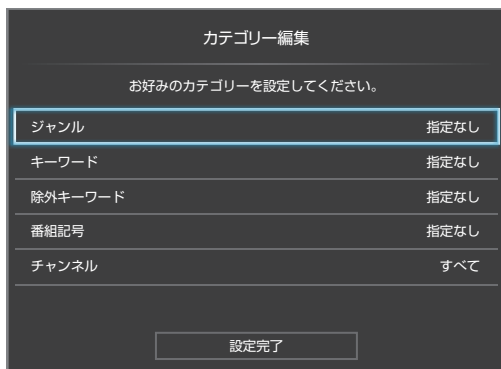 カテゴリー編集
お好みのカテゴリーを設定してください。
ジャンル 指定なし
キーワード 指定なし
除外キーワード 指定なし
番組記号 指定なし
チャンネル すべて
設定完了